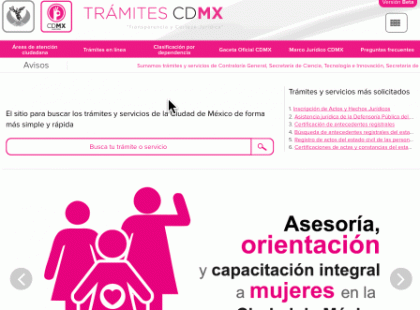 Versión Beta
TRÁMITES CDMX
Áreas de atención ciudadana
Trámites en línea
Clasificación por dependencia
Gaceta Oficial CDMX
Marco Jurídico CDMX
Preguntas frecuentes
Avisos
Sumamos trámites y servicios de Contraloría General, Secretaría de Ciencia, Tecnología e Innovación, Secretaría de
El sitio para buscar los trámites y servicios de la Ciudad de México de forma
más simple y rápida
Busca tu trámite o servicio
Trámites y servicios más solicitados
1. Inscripción de Actos y Hechos Jurídicos
2. Asistencia jurídica de la Defensoría Pública del...
3. Certificación de antecedentes registrales
4. Búsqueda de antecedentes registrales del esta...
5. Registro de actos del estado civil de las person...
6. Certificaciones de actas y constancias del esta...
Asesoría,
orientación
y capacitación integral
a mujeres en la
Ciudad de México